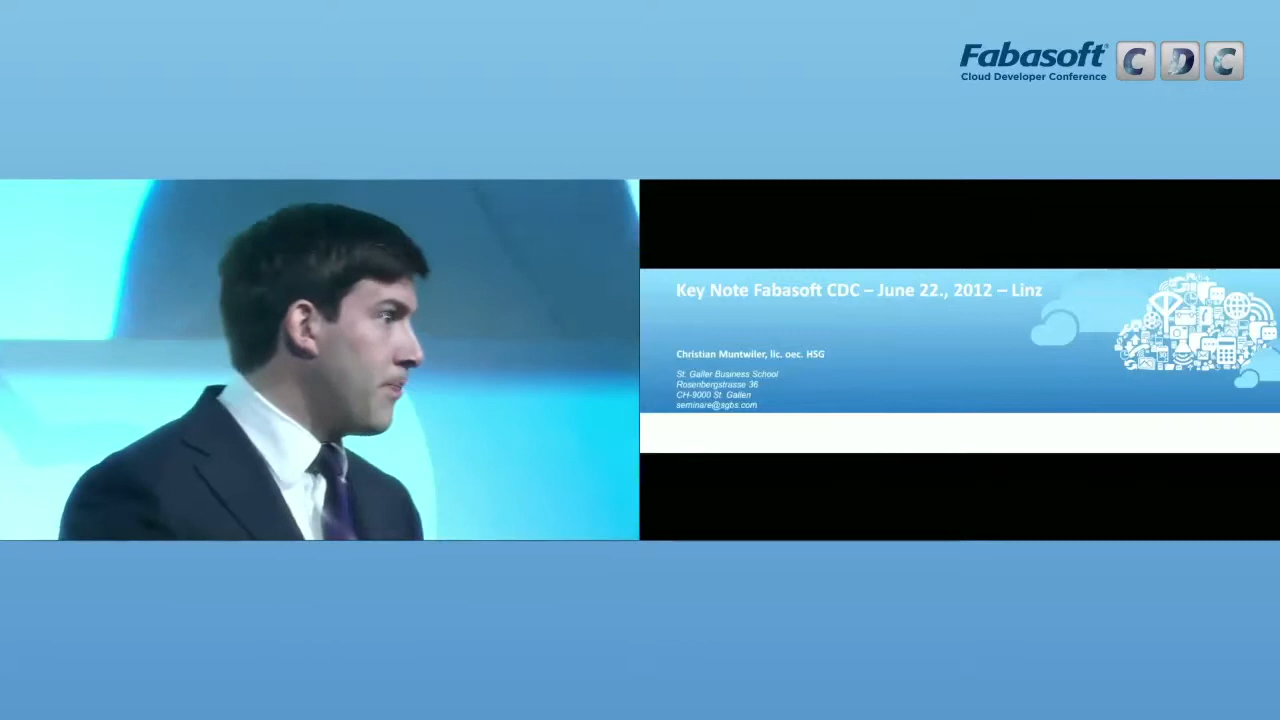 Fabasoft CDC
Cloud Developer Conference
Key Note Fabasoft CDC – June 22., 2012 – Linz
Christian Muntwiler, lic. oec. HSG
St. Galler Business School
Rosenbergstrasse 36
CH-9000 St. Gallen
seminare@sgbs.com